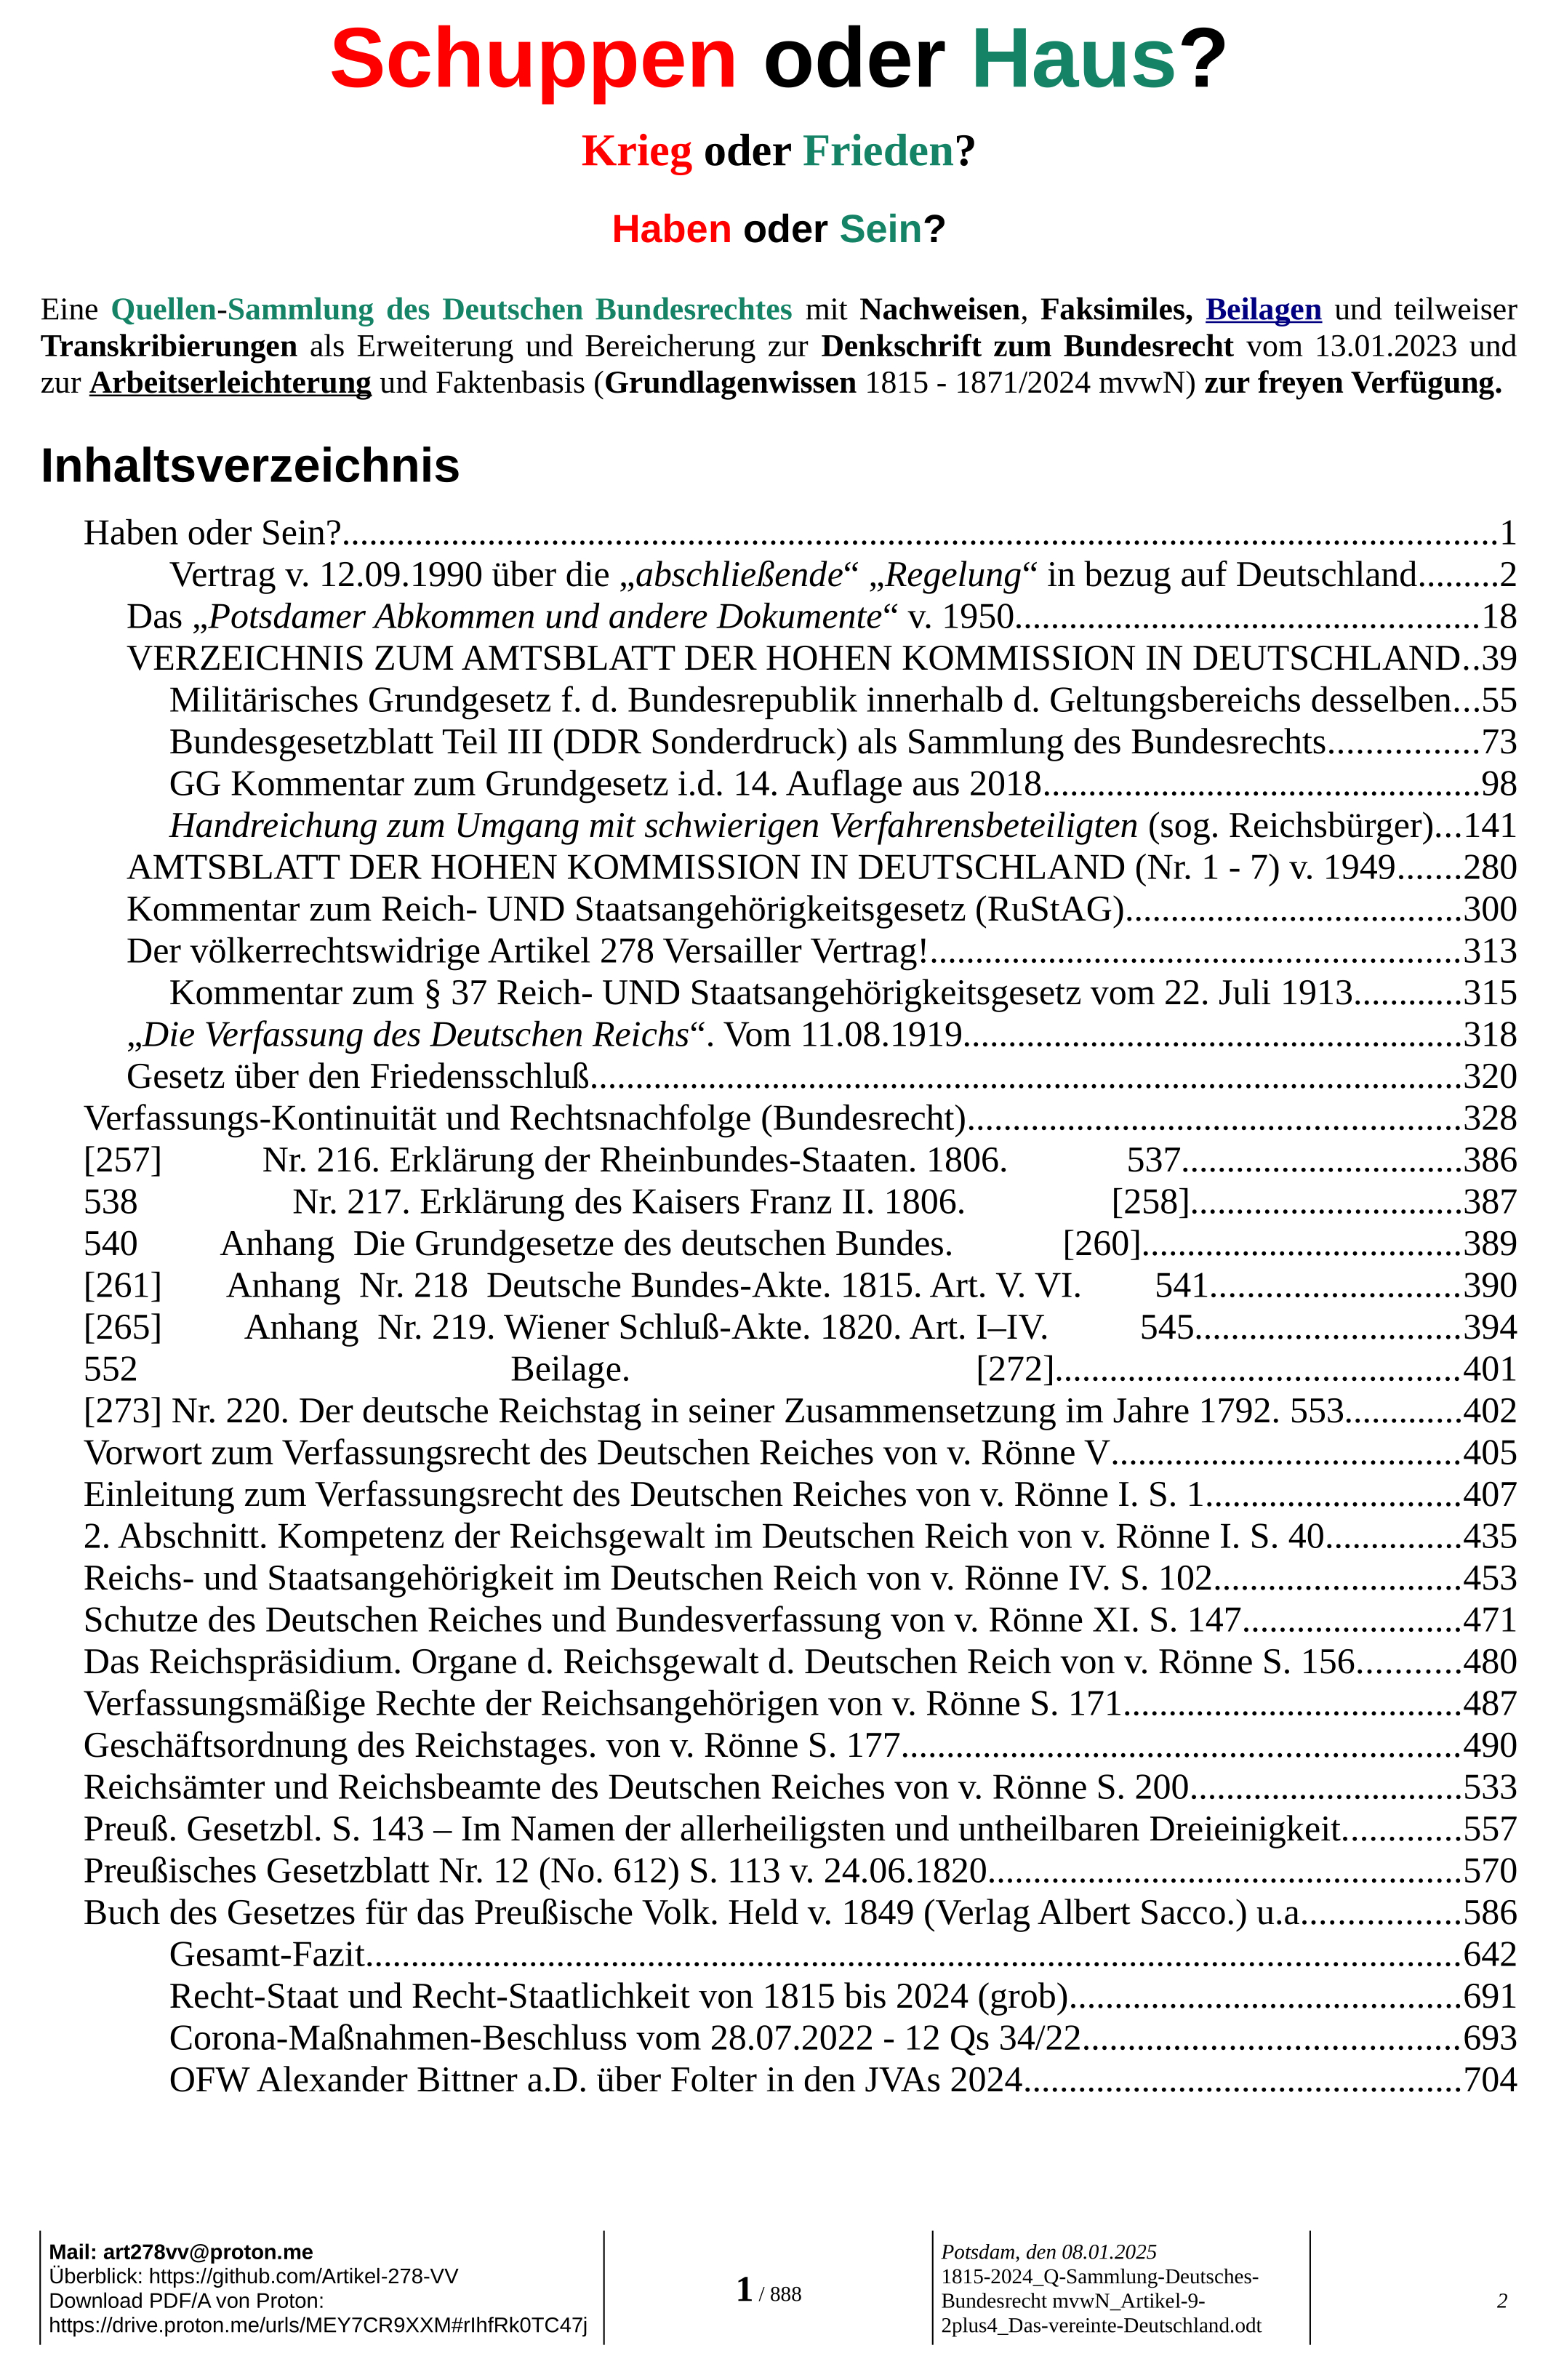 Schuppen oder Haus?
Krieg oder Frieden?
Haben oder Sein?
Eine Quellen-Sammlung des Deutschen Bundesrechtes mit Nachweisen, Faksimiles, Beilagen und teilweiser
Transkribierungen als Erweiterung und Bereicherung zur Denkschrift zum Bundesrecht vom 13.01.2023 und
zur Arbeitserleichterung und Faktenbasis (Grundlagenwissen 1815 - 1871/2024 mvwN) zur freyen Verfügung.
Inhaltsverzeichnis
Haben oder Sein?...1
Vertrag v. 12.09.1990 über die „abschließende“ „Regelung“ in bezug auf Deutschland...2
Das „Potsdamer Abkommen und andere Dokumente“ v. 1950...18
VERZEICHNIS ZUM AMTSBLATT DER HOHEN KOMMISSION IN DEUTSCHLAND..39
Militärisches Grundgesetz f. d. Bundesrepublik innerhalb d. Geltungsbereichs desselben...55
Bundesgesetzblatt Teil III (DDR Sonderdruck) als Sammlung des Bundesrechts...73
GG Kommentar zum Grundgesetz i.d. 14. Auflage aus 2018...98
Handreichung zum Umgang mit schwierigen Verfahrensbeteiligten (sog. Reichsbürger)...141
AMTSBLATT DER HOHEN KOMMISSION IN DEUTSCHLAND (Nr. 1 - 7) v. 1949...280
Kommentar zum Reich- UND Staatsangehörigkeitsgesetz (RuStAG)...300
Der völkerrechtswidrige Artikel 278 Versailler Vertrag!...313
Kommentar zum § 37 Reich- UND Staatsangehörigkeitsgesetz vom 22. Juli 1913...315
„Die Verfassung des Deutschen Reichs“. Vom 11.08.1919...318
Gesetz über den Friedensschluß...320
Verfassungs-Kontinuität und Rechtsnachfolge (Bundesrecht)...328
[257] Nr. 216. Erklärung der Rheinbundes-Staaten. 1806. 537...386
538 Nr. 217. Erklärung des Kaisers Franz II. 1806. [258]...387
540 Anhang Die Grundgesetze des deutschen Bundes. [260]...389
[261] Anhang Nr. 218 Deutsche Bundes-Akte. 1815. Art. V. VI. 541...390
[265] Anhang Nr. 219. Wiener Schluß-Akte. 1820. Art. I–IV. 545...394
552 Beilage. [272]...401
[273] Nr. 220. Der deutsche Reichstag in seiner Zusammensetzung im Jahre 1792. 553...402
Vorwort zum Verfassungsrecht des Deutschen Reiches von v. Rönne V...405
Einleitung zum Verfassungsrecht des Deutschen Reiches von v. Rönne I. S. 1...407
2. Abschnitt. Kompetenz der Reichsgewalt im Deutschen Reich von v. Rönne I. S. 40...435
Reichs- und Staatsangehörigkeit im Deutschen Reich von v. Rönne IV. S. 102...453
Schutze des Deutschen Reiches und Bundesverfassung von v. Rönne XI. S. 147...471
Das Reichspräsidium. Organe d. Reichsgewalt d. Deutschen Reich von v. Rönne S. 156...480
Verfassungsmäßige Rechte der Reichsangehörigen von v. Rönne S. 171...487
Geschäftsordnung des Reichstages. von v. Rönne S. 177...490
Reichsämter und Reichsbeamte des Deutschen Reiches von v. Rönne S. 200...533
Preuß. Gesetzbl. S. 143 – Im Namen der allerheiligsten und untheilbaren Dreieinigkeit...557
Preußisches Gesetzblatt Nr. 12 (No. 612) S. 113 v. 24.06.1820...570
Buch des Gesetzes für das Preußische Volk. Held v. 1849 (Verlag Albert Sacco.) u.a...586
Gesamt-Fazit...642
Recht-Staat und Recht-Staatlichkeit von 1815 bis 2024 (grob)...691
Corona-Maßnahmen-Beschluss vom 28.07.2022 - 12 Qs 34/22...693
OFW Alexander Bittner a.D. über Folter in den JVAs 2024...704
Mail: art278vv@proton.me
Überblick: https://github.com/Artikel-278-VV
Download PDF/A von Proton:
https://drive.proton.me/urls/MEY7CR9XXM#rIhfRk0TC47j
1 / 888
Potsdam, den 08.01.2025
1815-2024_Q-Sammlung-Deutsches-
Bundesrecht mvwN_Artikel-9-
2plus4_Das-vereinte-Deutschland.odt
2